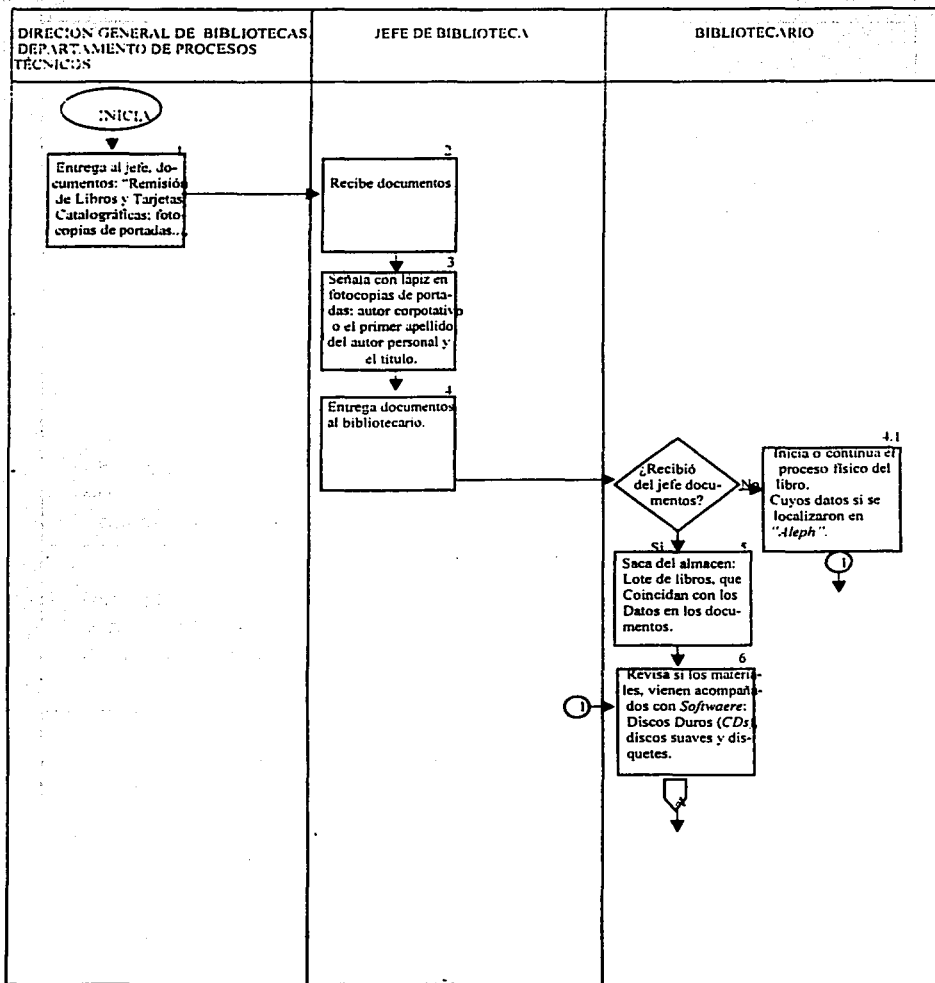 DIRECION GENERAL DE BIBLIOTECAS.
DEPARTAMENTO DE PROCESOS
TÉCNICOS
JEFE DE BIBLIOTECA
BIBLIOTECARIO
INICIA
1
Entrega al jefe, do-
cumentos: "Remisión
de Libros y Tarjetas
Catalográficas; foto-
copias de portadas...
2
Recibe documentos
3
Señala con lápiz en
fotocopias de porta-
das: autor corpotativo
o el primer apellido
del autor personal y
el titulo.
4
Entrega documentos
al bibliotecario.
¿Recibió
del jefe docu-
mentos?
No
4.1
Inicia o continua el
proceso físico del
libro.
Cuyos datos si se
localizaron en
"Aleph".
1
Si
5
Saca del almacen:
Lote de libros, que
Coincidan con los
Datos en los docu-
mentos.
6
Revisa si los materia-
les, vienen acompaña-
dos con Softwaere:
Discos Duros (CDs),
discos suaves y dis-
quetes.
1